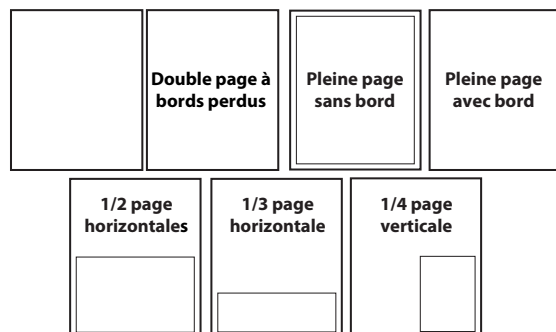 Double page à
bords perdus
Pleine page
sans bord
Pleine page
avec bord
1/2 page
horizontales
1/3 page
horizontale
1/4 page
verticale